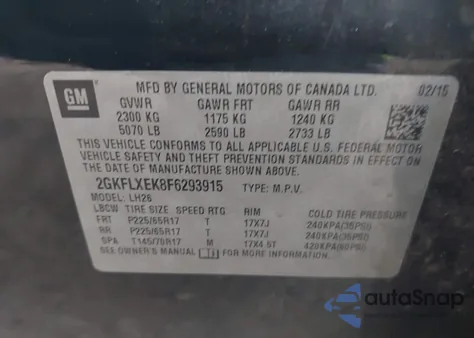 GM
MFD BY GENERAL MOTORS OF CANADA LTD. 02/15
GVWR GAWR FRT GAWR RR
2300 KG 1175 KG 1240 KG
5070 LB 2590 LB 2733 LB
THIS VEHICLE CONFORMS TO ALL APPLICABLE U.S. FEDERAL MOTOR
VEHICLE SAFETY AND THEFT PREVENTION STANDARDS IN EFFECT ON
THE DATE OF MANUFACTURE SHOWN ABOVE.
2GKFLXEK8F6293915 TYPE: M.P.V.
MODEL: LH26
LBCW TIRE SIZE SPEED RTG RIM COLD TIRE PRESSURE
FRT P225/65R17 T 17X7J 240KPA(35PSI)
RR P225/65R17 T 17X7J 240KPA(35PSI)
SPA T145/70R17 M 17X4.5T 420KPA(60PSI)
SEE OWNER'S MANUAL FOR MORE INFORMATION.
autoSnap